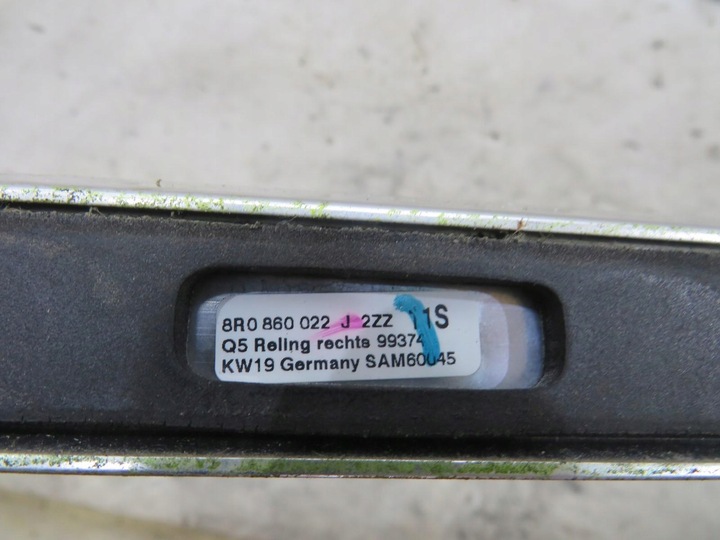 8R0 860 022 J 2ZZ 11S
Q5 Reling rechts 99374
KW19 Germany SAM60045